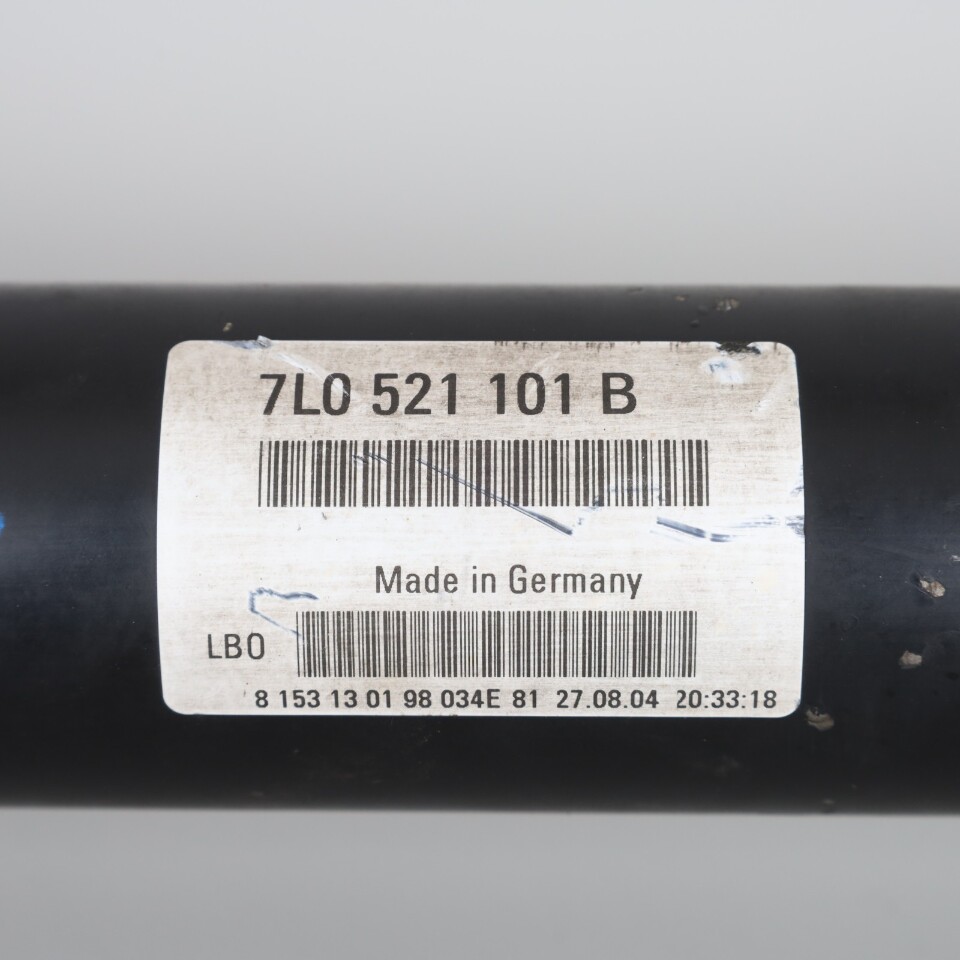 7L0 521 101 B
Made in Germany
LBO
8 153 13 01 98 034E 81 27.08.04 20:33:18